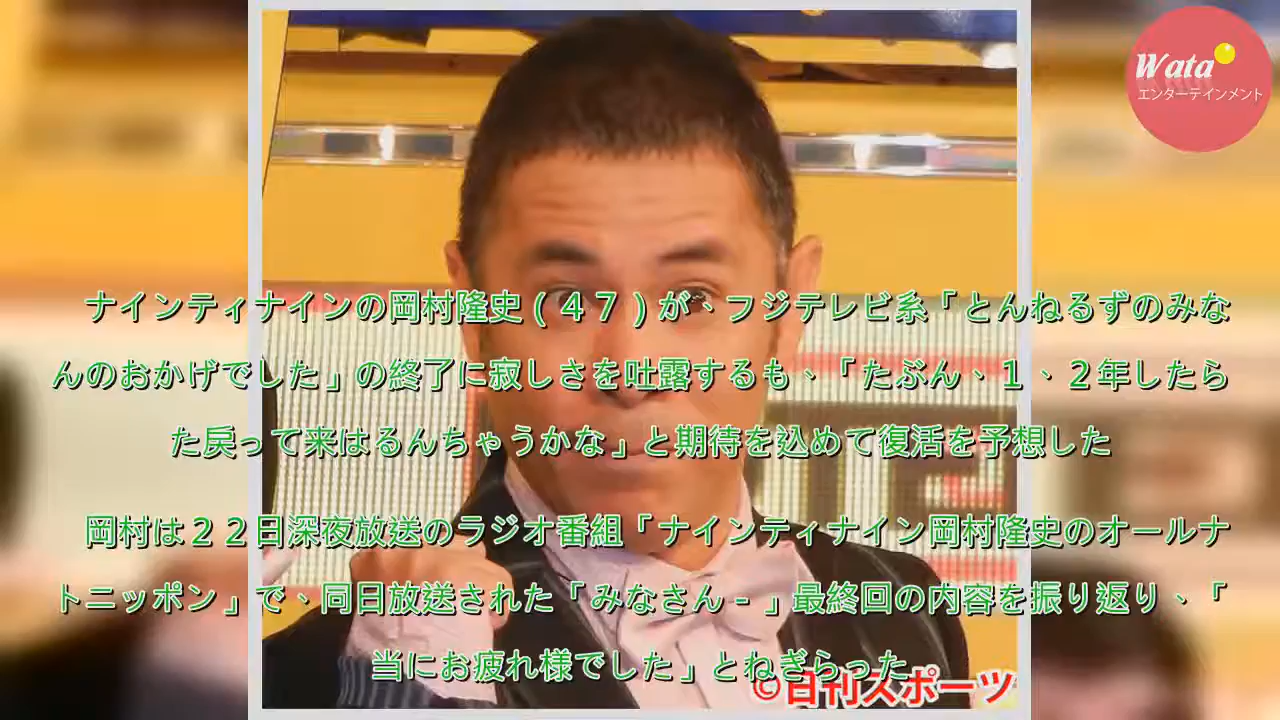 Wata
エンターテインメント
ナインティナインの岡村隆史(４７)が、フジテレビ系「とんねるずのみな
んのおかげでした」の終了に寂しさを吐露するも、「たぶん、１、２年したら
た戻って来はるんちゃうかな」と期待を込めて復活を予想した
岡村は２２日深夜放送のラジオ番組「ナインティナイン岡村隆史のオールナ
トニッポン」で、同日放送された「みなさん－」最終回の内容を振り返り、「
当にお疲れ様でした」とねぎらった
©日刊スポーツ